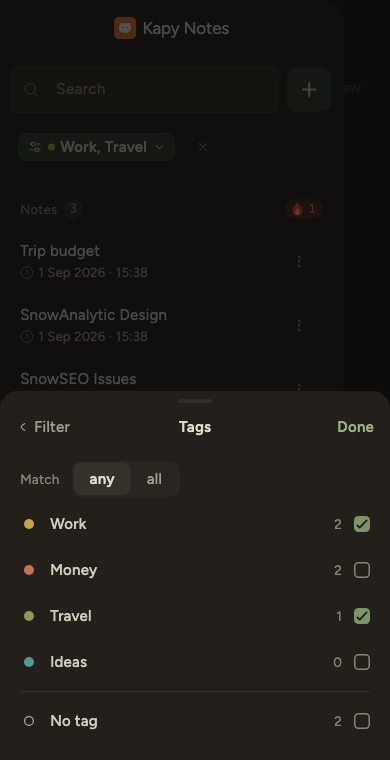 Kapy Notes
Search
aw
Work, Travel
Notes 3
1
Trip budget
1 Sep 2026 · 15:38
SnowAnalytic Design
1 Sep 2026 · 15:38
SnowSEO Issues
Filter
Tags
Done
Match any all
Work 2
Money 2
Travel 1
Ideas 0
No tag 2